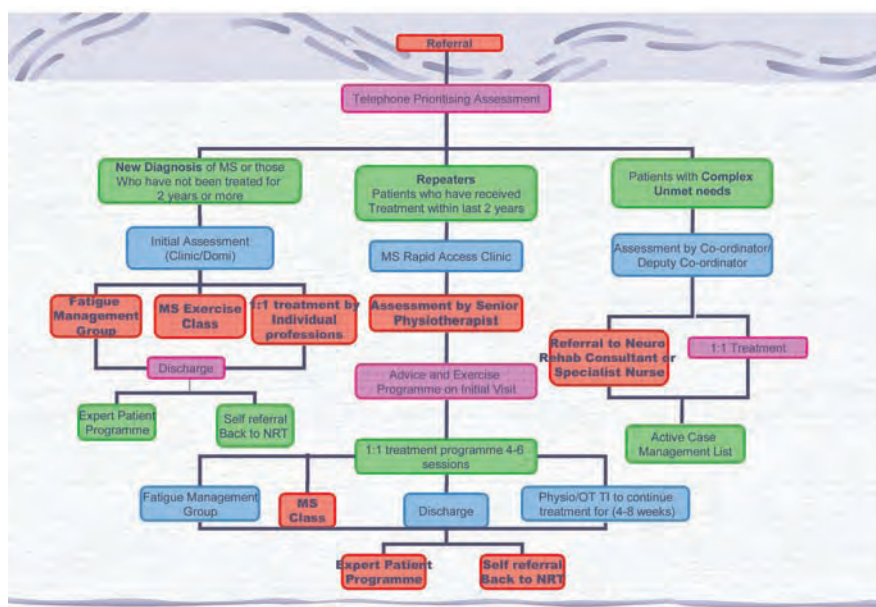 Referral
Telephone Prioritising Assessment
New Diagnosis of MS or those
Who have not been treated for
2 years or more
Repeaters
Patients who have received
Treatment within last 2 years
Patients with Complex
Unmet needs
Initial Assessment
(Clinic/Domi)
MS Rapid Access Clinic
Assessment by Co-ordinator/
Deputy Co-ordinator
Fatigue
Management
Group
MS Exercise
Class
1:1 treatment by
Individual
professions
Assessment by Senior
Physiotherapist
Referral to Neuro
Rehab Consultant or
Specialist Nurse
1:1 Treatment
Discharge
Advice and Exercise
Programme on Initial Visit
Expert Patient
Programme
Self referral
Back to NRT
Active Case
Management List
1:1 treatment programme 4-6
sessions
Fatigue Management
Group
MS
Class
Discharge
Physio/OT TI to continue
treatment for (4-8 weeks)
Expert Patient
Programme
Self referral
Back to NRT